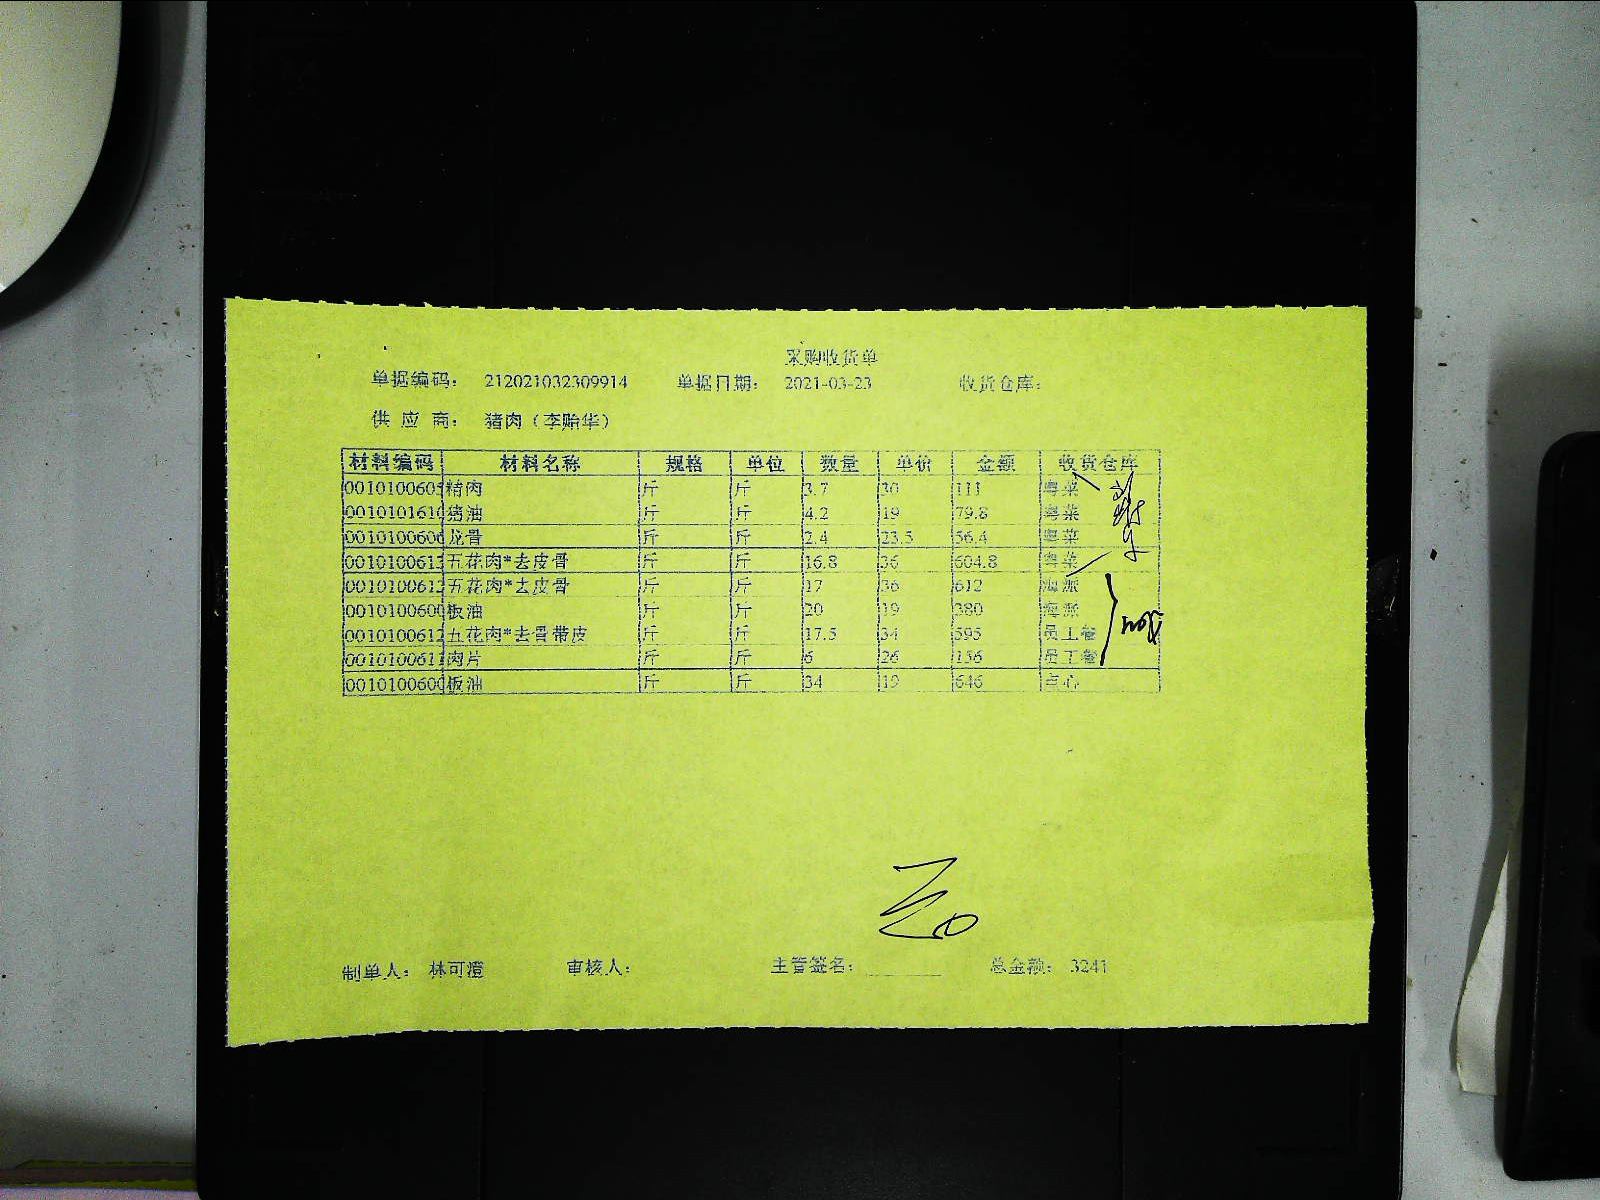 采购收货单
单据编码： 212021032309914 单据日期： 2021-03-23 收货仓库：
供 应 商： 猪肉（李贻华）
材料编码 材料名称 规格 单位 数量 单价 金额 收货仓库
0010100605 精肉 斤 斤 3.7 30 111 粤菜
0010101610 猪油 斤 斤 4.2 19 79.8 粤菜
0010100606 龙骨 斤 斤 2.4 23.5 56.4 粤菜
0010100613 五花肉*去皮骨 斤 斤 16.8 36 604.8 粤菜
0010100613 五花肉*去皮骨 斤 斤 17 36 612 海派
0010100600 板油 斤 斤 20 19 380 海派
0010100612 五花肉*去骨带皮 斤 斤 17.5 34 595 员工餐
0010100611 肉片 斤 斤 6 26 156 员工餐
0010100600 板油 斤 斤 34 19 646 点心
制单人： 林可澄 审核人： 主管签名： 总金额： 3241